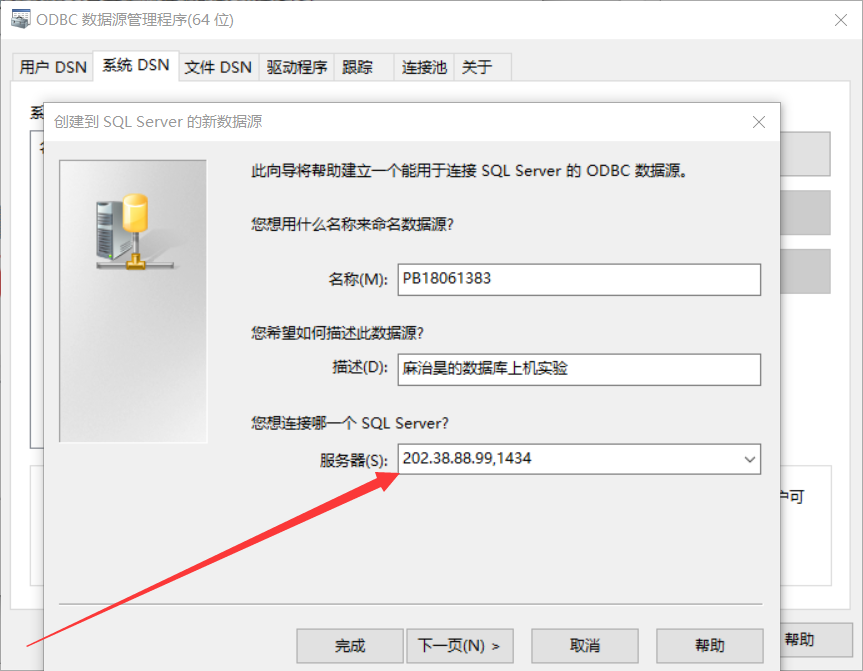 ODBC 数据源管理程序(64 位)
用户 DSN 系统 DSN 文件 DSN 驱动程序 跟踪 连接池 关于
创建到 SQL Server 的新数据源
此向导将帮助建立一个能用于连接 SQL Server 的 ODBC 数据源。
您想用什么名称来命名数据源?
名称(M): PB18061383
您希望如何描述此数据源?
描述(D): 麻治昊的数据库上机实验
您想连接哪一个 SQL Server?
服务器(S): 202.38.88.99,1434
户可
完成 下一页(N) > 取消 帮助 帮助